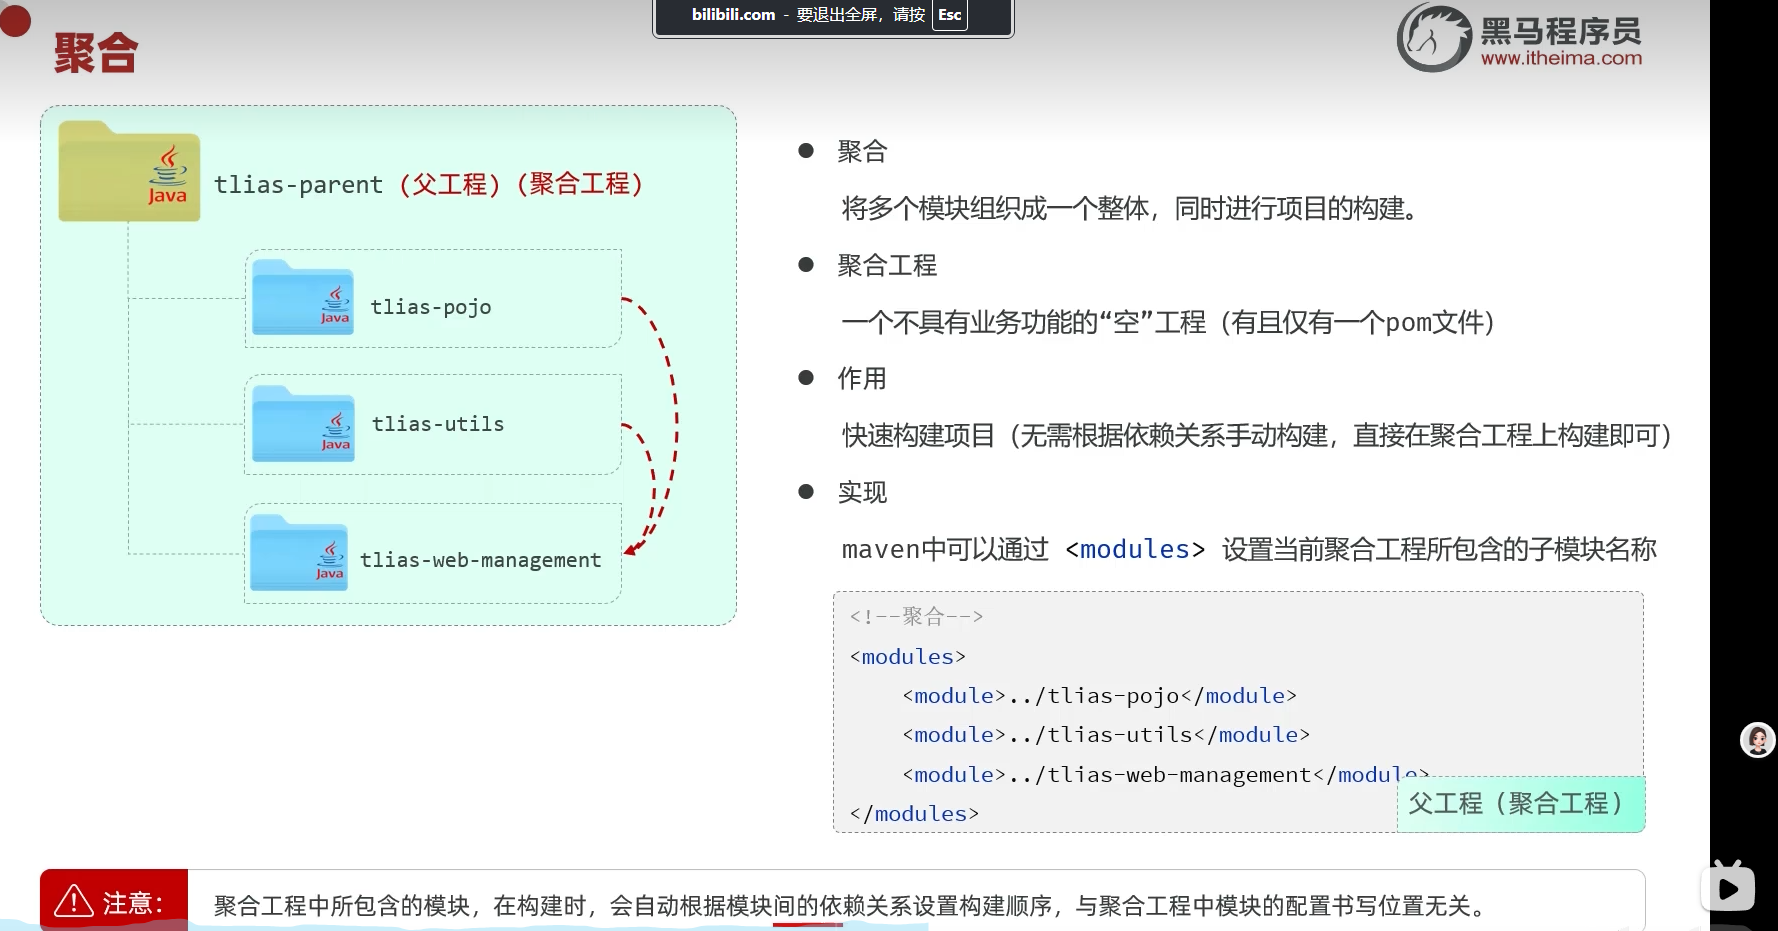 bilibili.com - 要退出全屏，请按 Esc
聚合
黑马程序员
www.itheima.com
Java
tlias-parent（父工程）（聚合工程）
Java
tlias-pojo
Java
tlias-utils
Java
tlias-web-management
● 聚合
将多个模块组织成一个整体，同时进行项目的构建。
● 聚合工程
一个不具有业务功能的“空”工程（有且仅有一个pom文件）
● 作用
快速构建项目（无需根据依赖关系手动构建，直接在聚合工程上构建即可）
● 实现
maven中可以通过 <modules> 设置当前聚合工程所包含的子模块名称
<!--聚合-->
<modules>
<module>../tlias-pojo</module>
<module>../tlias-utils</module>
<module>../tlias-web-management</module>
</modules>
父工程（聚合工程）
注意：
聚合工程中所包含的模块，在构建时，会自动根据模块间的依赖关系设置构建顺序，与聚合工程中模块的配置书写位置无关。